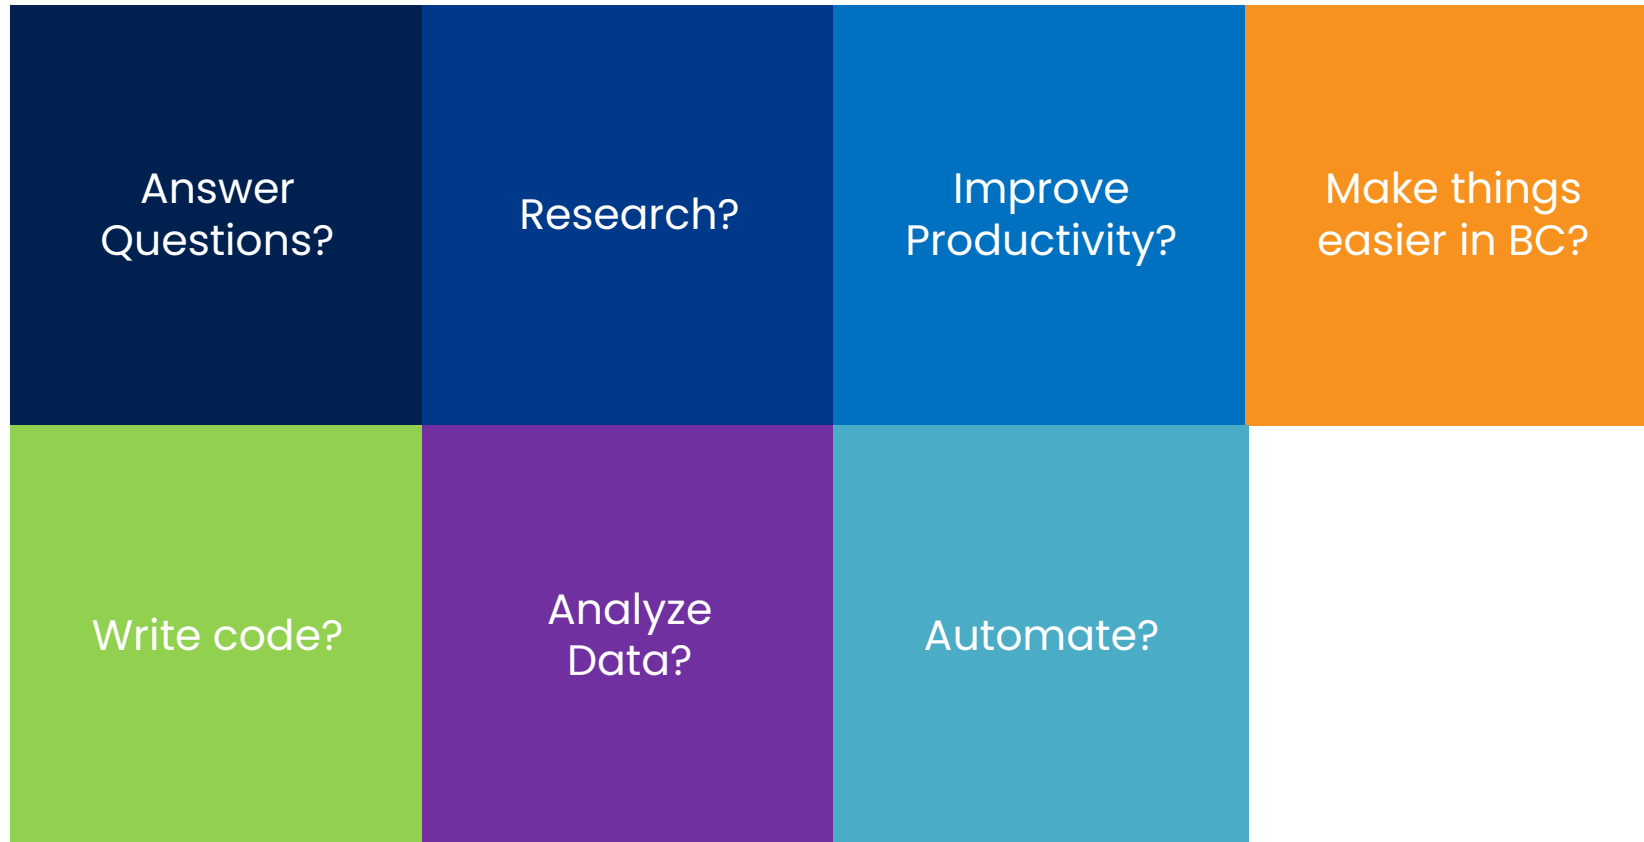 Answer
Questions?
Research?
Improve
Productivity?
Make things
easier in BC?
Write code?
Analyze
Data?
Automate?